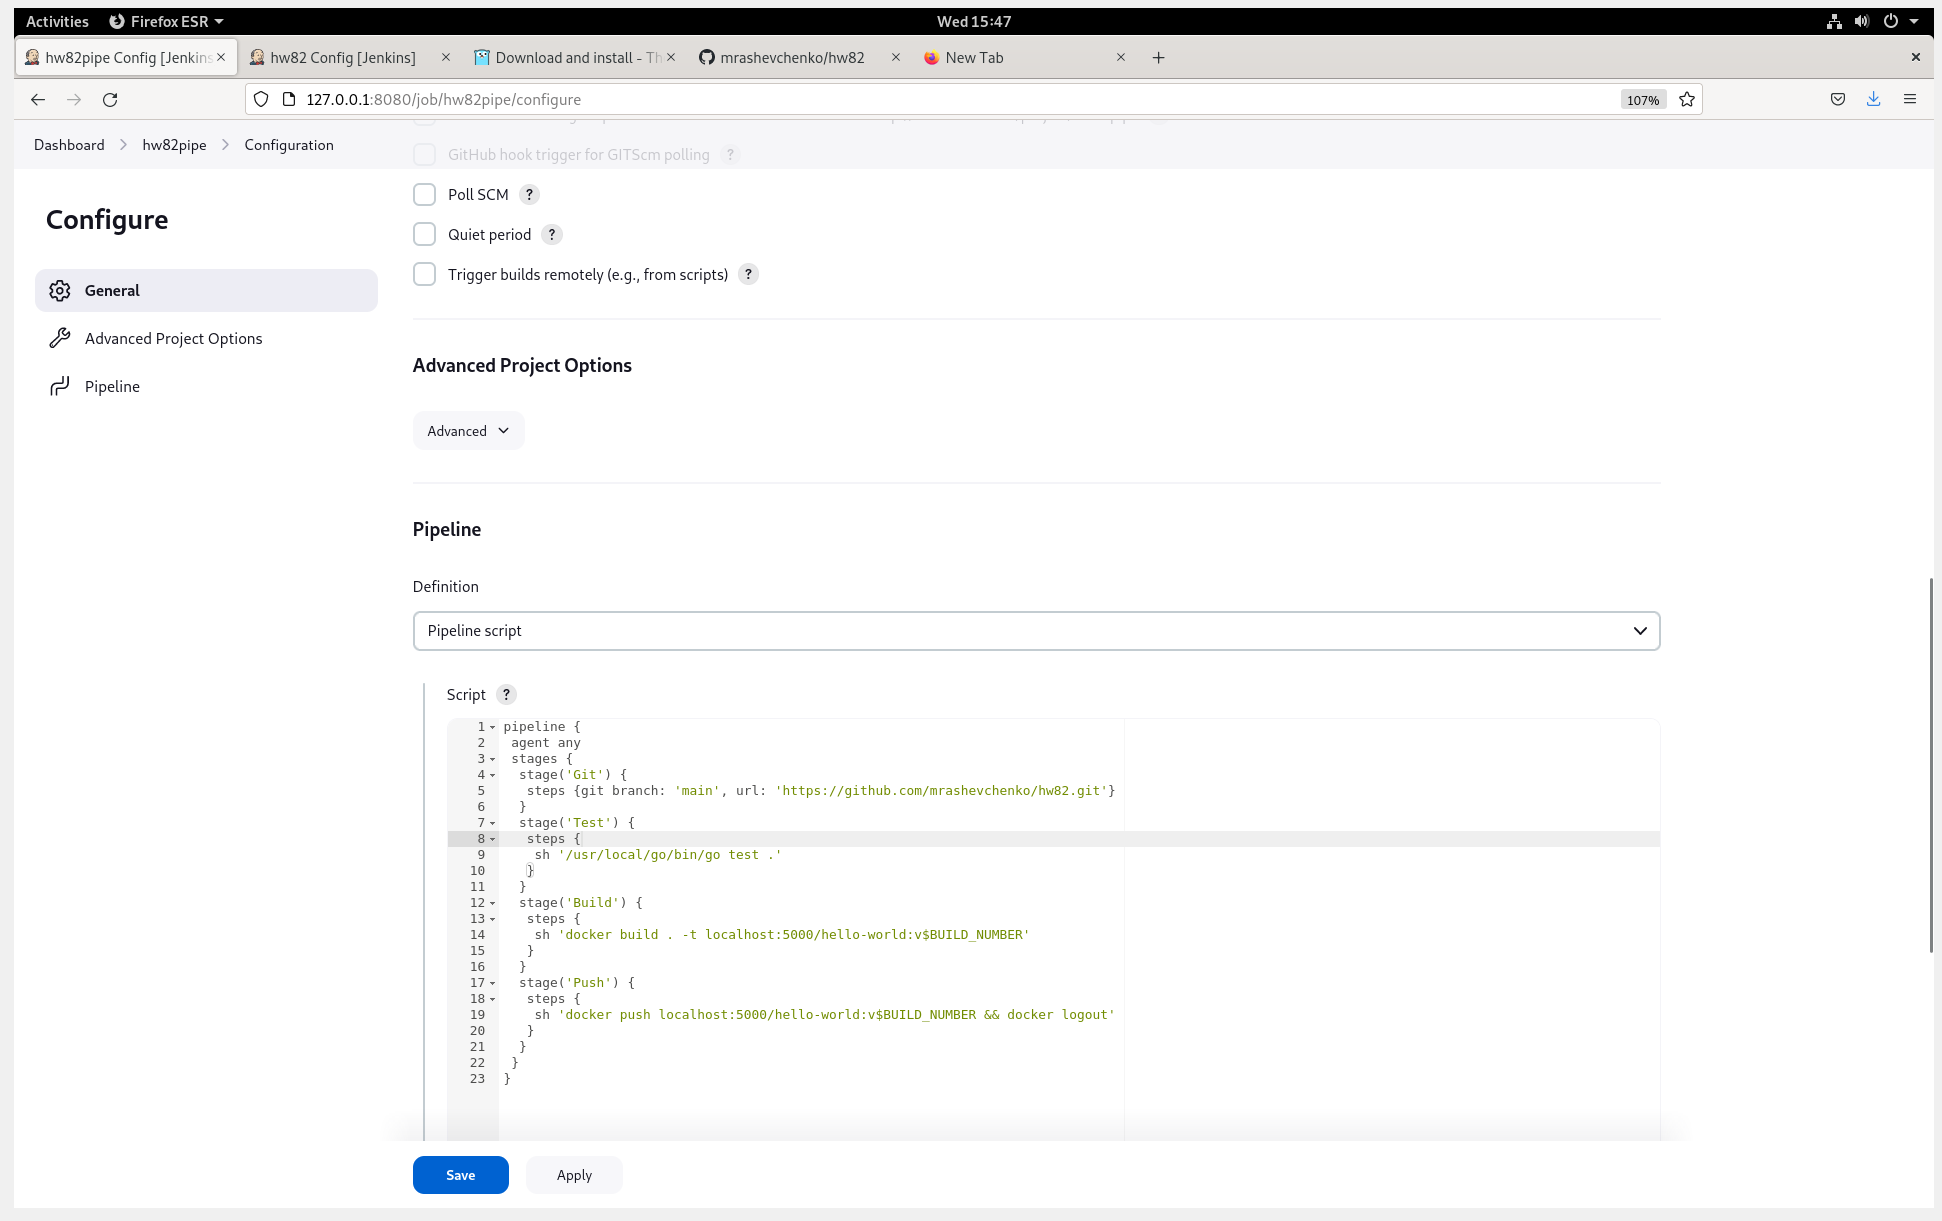 Activities Firefox ESR Wed 15:47
hw82pipe Config [Jenkins hw82 Config [Jenkins] Download and install - Th mrashevchenko/hw82 New Tab
127.0.0.1:8080/job/hw82pipe/configure 107%
Dashboard hw82pipe Configuration
GitHub hook trigger for GITScm polling ?
Poll SCM ?
Configure
Quiet period ?
Trigger builds remotely (e.g., from scripts) ?
General
Advanced Project Options
Pipeline
Advanced Project Options
Advanced
Pipeline
Definition
Pipeline script
Script ?
1 pipeline {
2 agent any
3 stages {
4 stage('Git') {
5 steps {git branch: 'main', url: 'https://github.com/mrashevchenko/hw82.git'}
6 }
7 stage('Test') {
8 steps {
9 sh '/usr/local/go/bin/go test .'
10 }
11 }
12 stage('Build') {
13 steps {
14 sh 'docker build . -t localhost:5000/hello-world:v$BUILD_NUMBER'
15 }
16 }
17 stage('Push') {
18 steps {
19 sh 'docker push localhost:5000/hello-world:v$BUILD_NUMBER && docker logout'
20 }
21 }
22 }
23 }
Save Apply